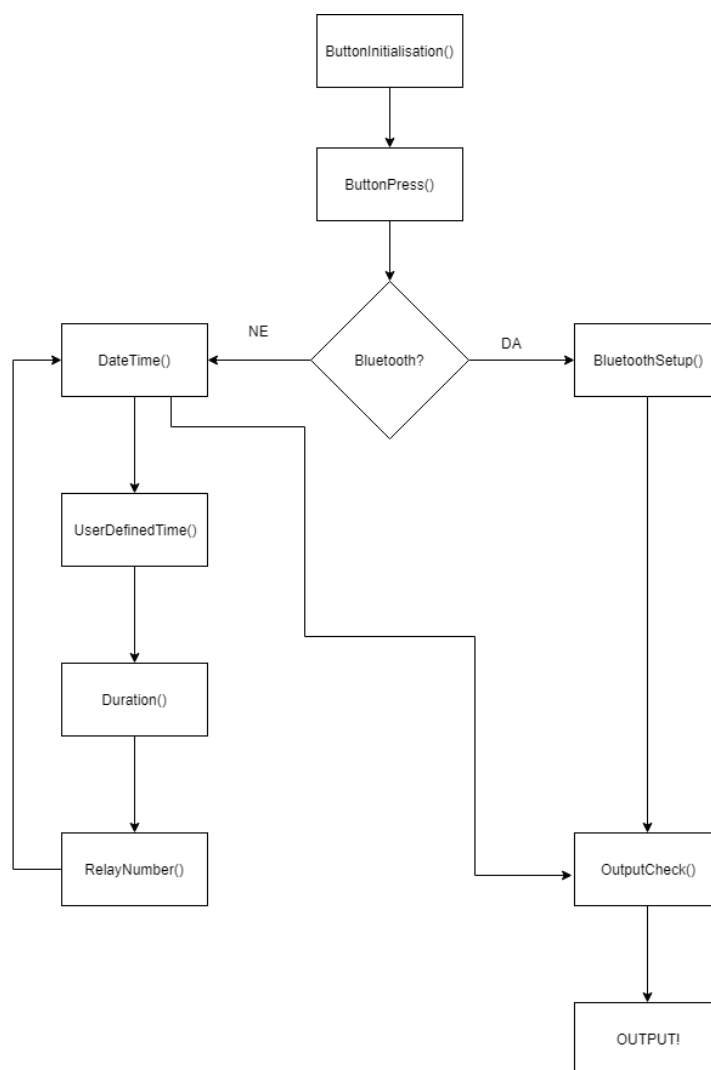 ButtonInitialisation()
ButtonPress()
NE
DA
DateTime()
Bluetooth?
BluetoothSetup()
UserDefinedTime()
Duration()
RelayNumber()
OutputCheck()
OUTPUT!